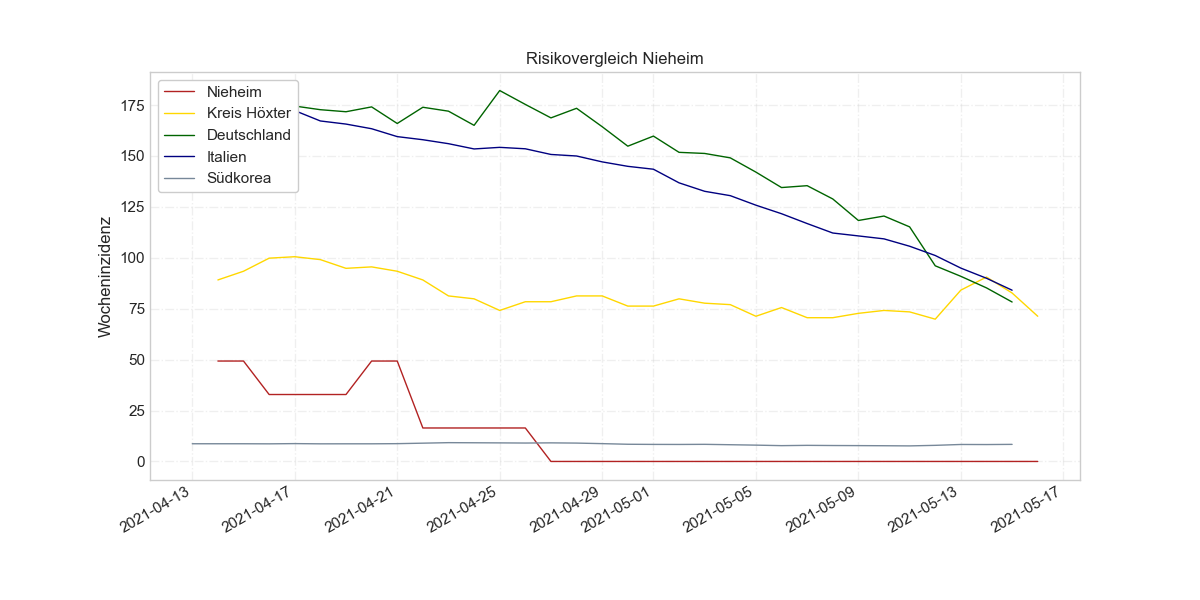 Risikovergleich Nieheim
Nieheim
Kreis Höxter
Deutschland
Italien
Südkorea
Wocheninzidenz
175
150
125
100
75
50
25
0
2021-04-13
2021-04-17
2021-04-21
2021-04-25
2021-04-29
2021-05-01
2021-05-05
2021-05-09
2021-05-13
2021-05-17